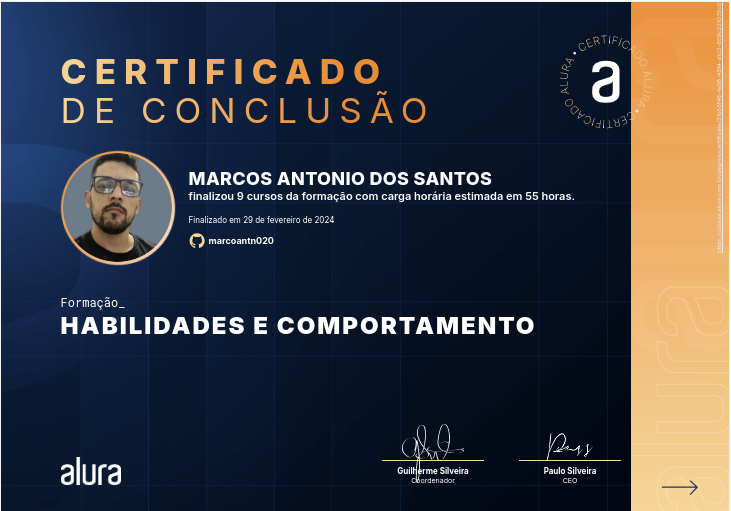 CERTIFICADO
DE CONCLUSÃO
CERTIFICADO ALURA • CERTIFICADO ALURA •
a
MARCOS ANTONIO DOS SANTOS
finalizou 9 cursos da formação com carga horária estimada em 55 horas.
Finalizado em 29 de fevereiro de 2024
marcoantn020
Formação_
HABILIDADES E COMPORTAMENTO
alura
Guilherme Silveira
Coordenador
Paulo Silveira
CEO
alura